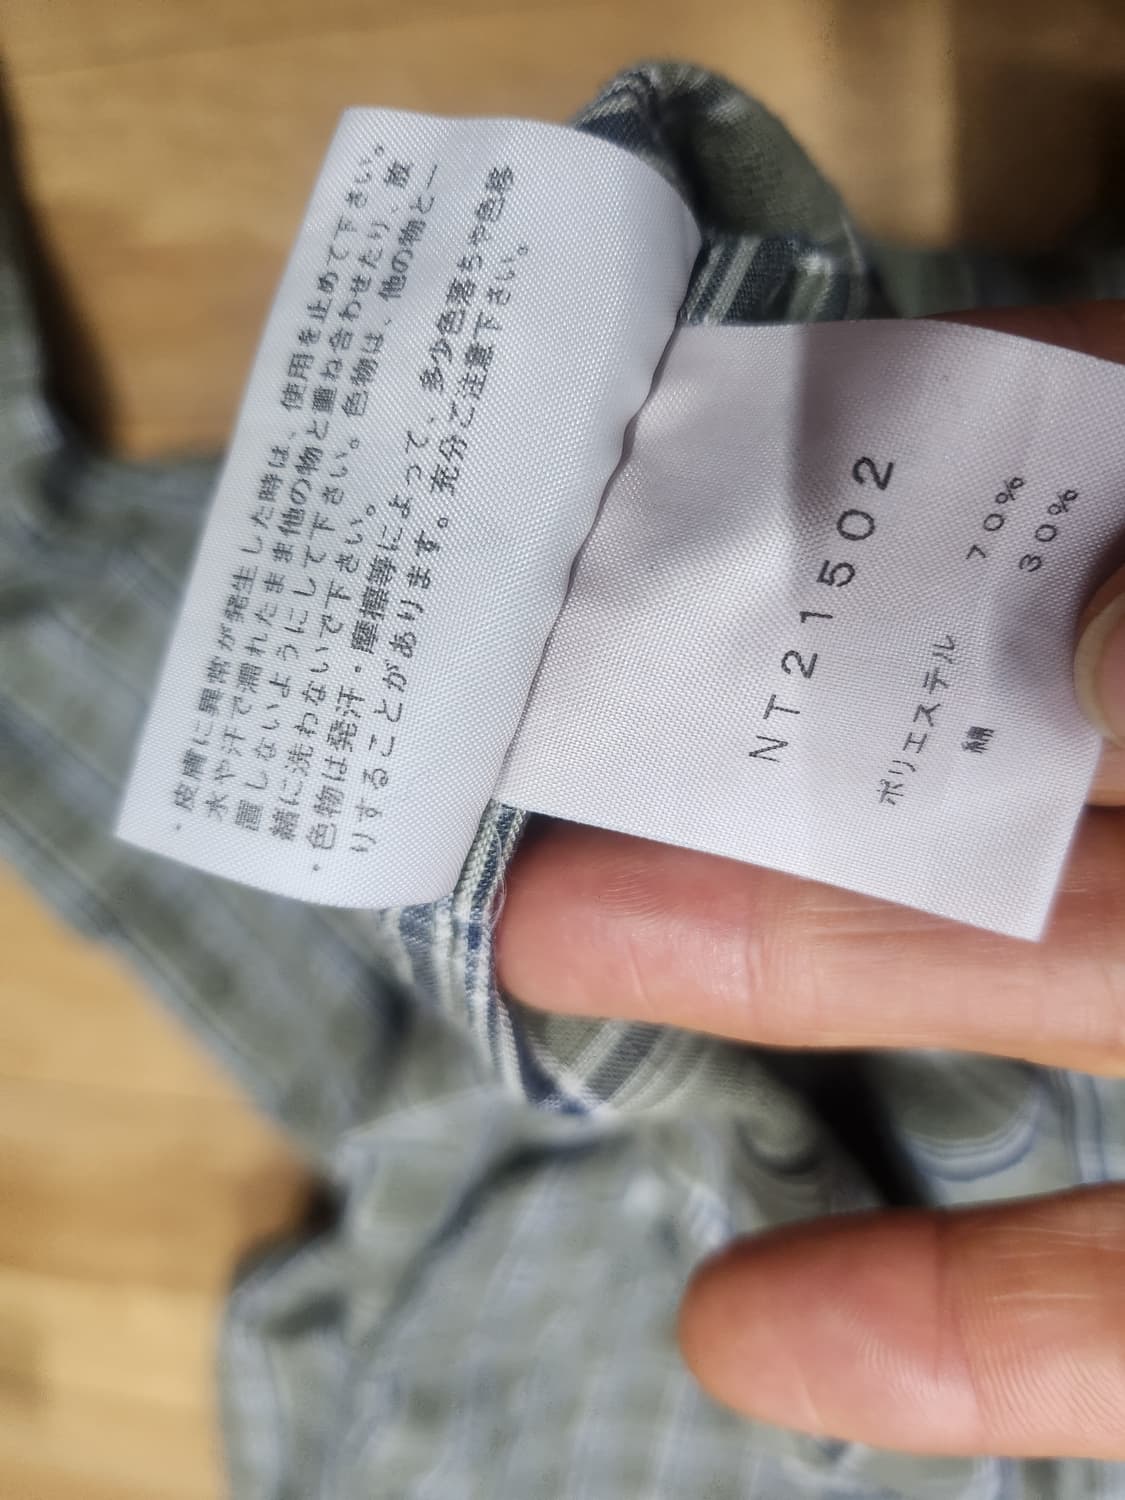 ・皮膚に異常が発生した時は、使用を止めて下さい。
水や汗で濡れたまま他の物と重ね合わせたり、放
置しないようにして下さい。色物は、他の物と一
緒に洗わないで下さい。
・色物は発汗・摩擦等によって、多少色落ちや色移
りすることがあります。充分ご注意下さい。
NT21502
ポリエステル 70%
綿 30%